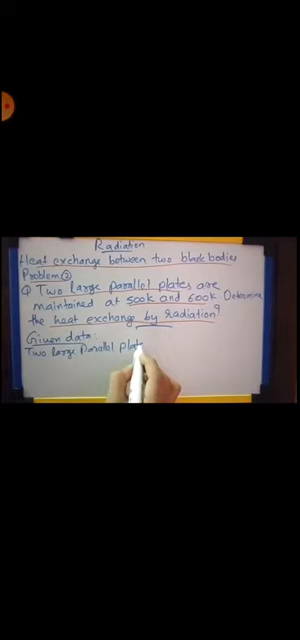 Radiation
Heat exchange between two black bodies
Problem ②
Q Two large parallel plates are
maintained at 500k and 600k Determine
the heat exchange by radiation?
Given data:
Two large Parallel plate